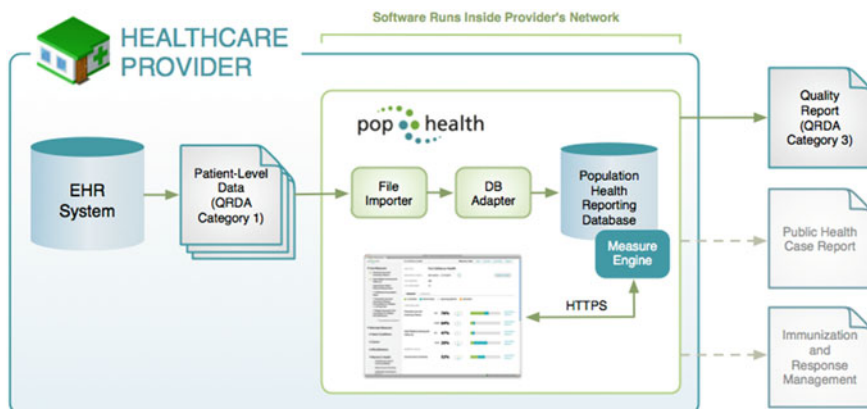 Software Runs Inside Provider's Network
HEALTHCARE
PROVIDER
pop health
EHR
System
Patient-Level
Data
(QRDA
Category 1)
File
Importer
DB
Adapter
Population
Health
Reporting
Database
Measure
Engine
HTTPS
Quality
Report
(QRDA
Category 3)
Public Health
Case Report
Immunization
and
Response
Management